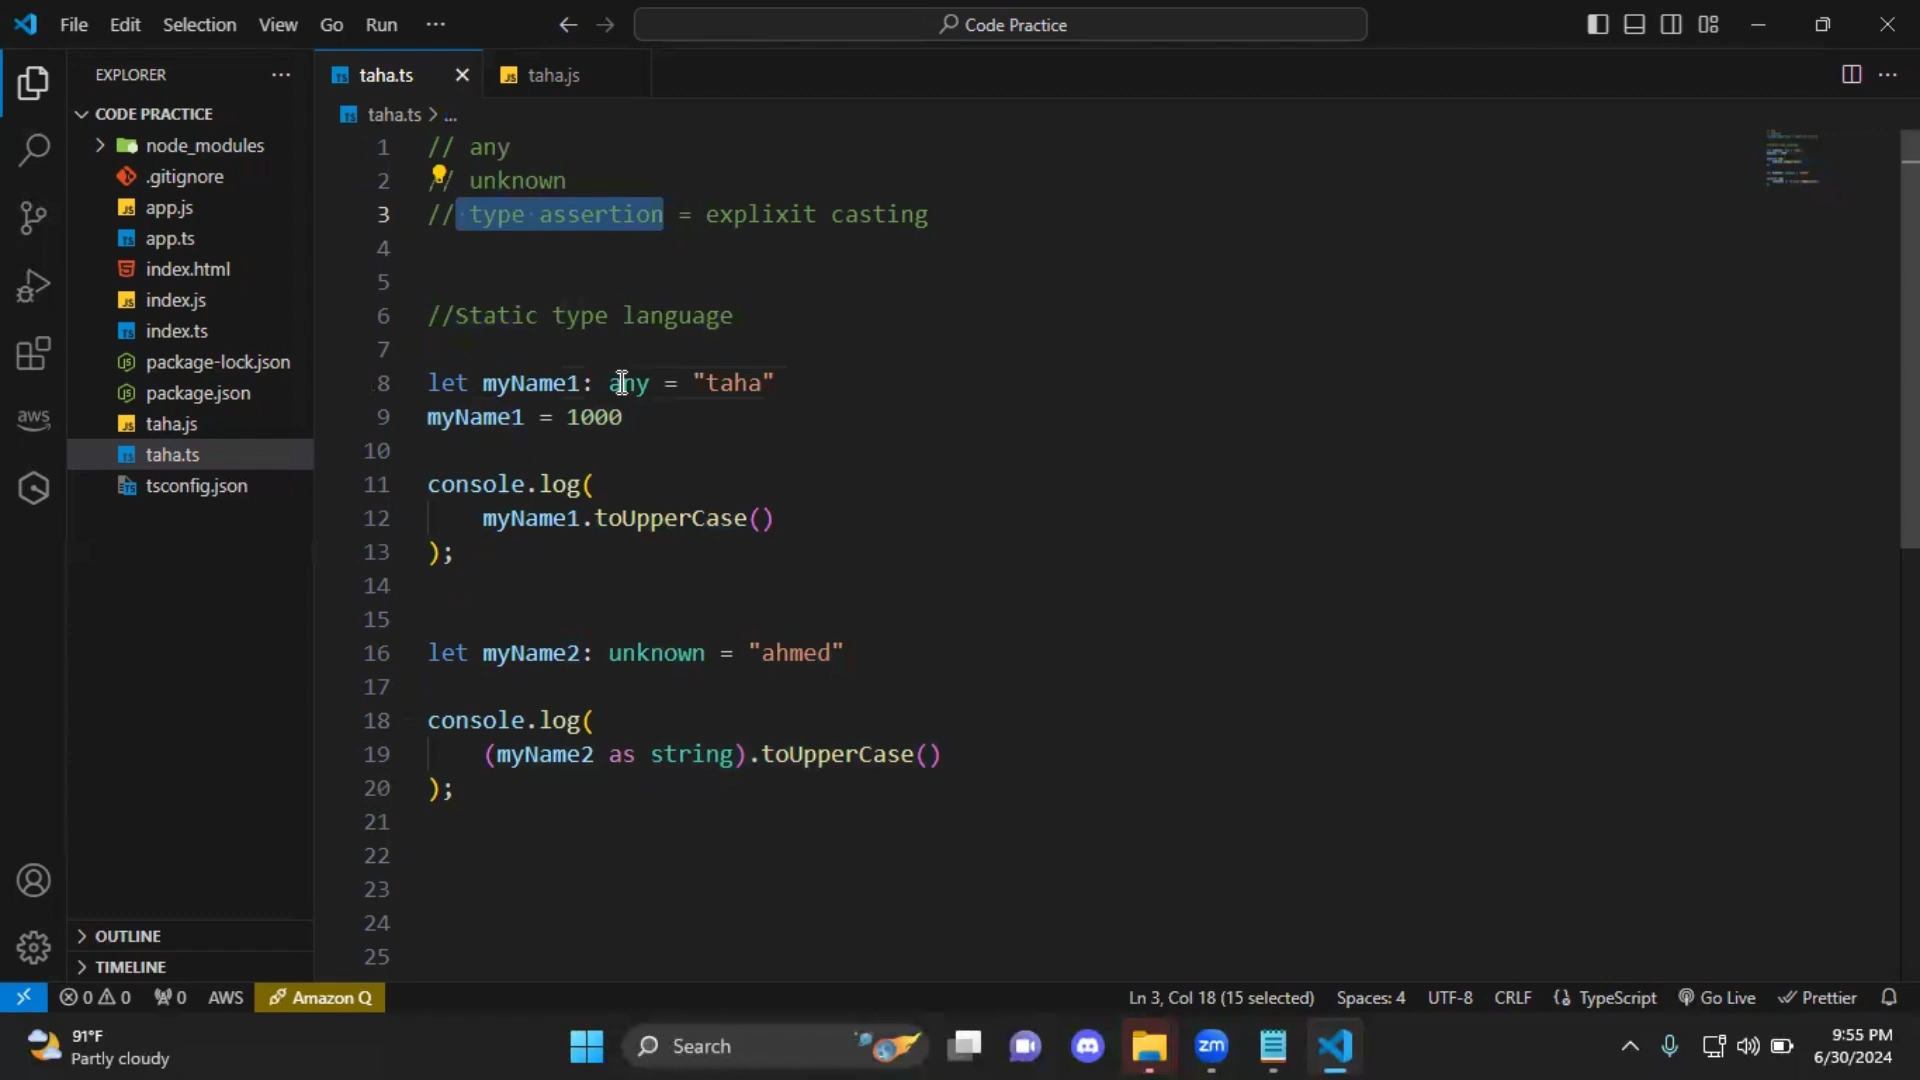 File Edit Selection View Go Run ··· ← → Code Practice
EXPLORER ···
taha.ts taha.js ···
CODE PRACTICE
node_modules
.gitignore
app.js
app.ts
index.html
index.js
index.ts
package-lock.json
package.json
taha.js
taha.ts
tsconfig.json
OUTLINE
TIMELINE
aws
taha.ts > ...
1 // any
2 // unknown
3 // type assertion = explixit casting
4
5
6 //Static type language
7
8 let myName1: any = "taha"
9 myName1 = 1000
10
11 console.log(
12 myName1.toUpperCase()
13 );
14
15
16 let myName2: unknown = "ahmed"
17
18 console.log(
19 (myName2 as string).toUpperCase()
20 );
21
22
23
24
25
0 0 0 AWS Amazon Q Ln 3, Col 18 (15 selected) Spaces: 4 UTF-8 CRLF {} TypeScript Go Live Prettier
91°F
Partly cloudy
Search
zm
9:55 PM
6/30/2024